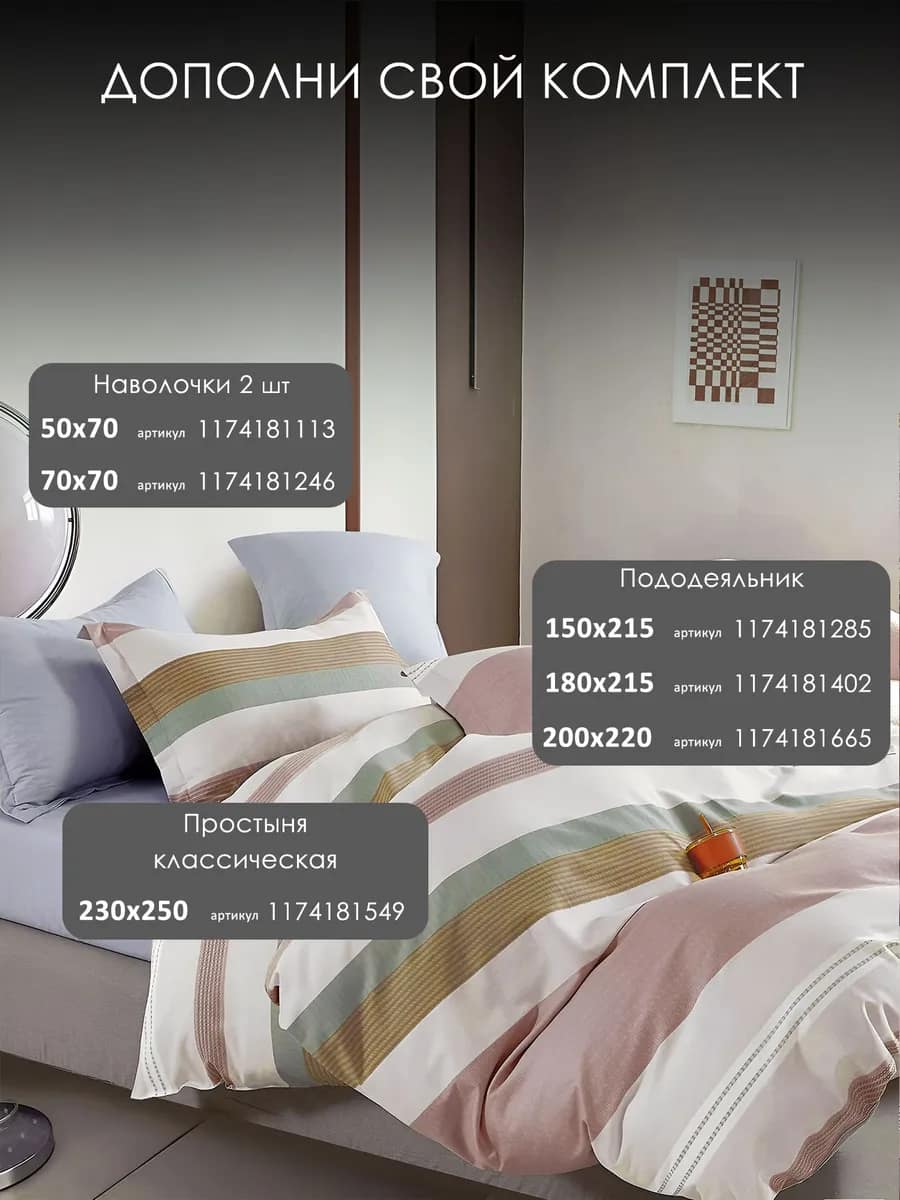 ДОПОЛНИ СВОЙ КОМПЛЕКТ
Наволочки 2 шт
50х70 артикул 1174181113
70х70 артикул 1174181246
Пододеяльник
150х215 артикул 1174181285
180х215 артикул 1174181402
200х220 артикул 1174181665
Простыня
классическая
230х250 артикул 1174181549